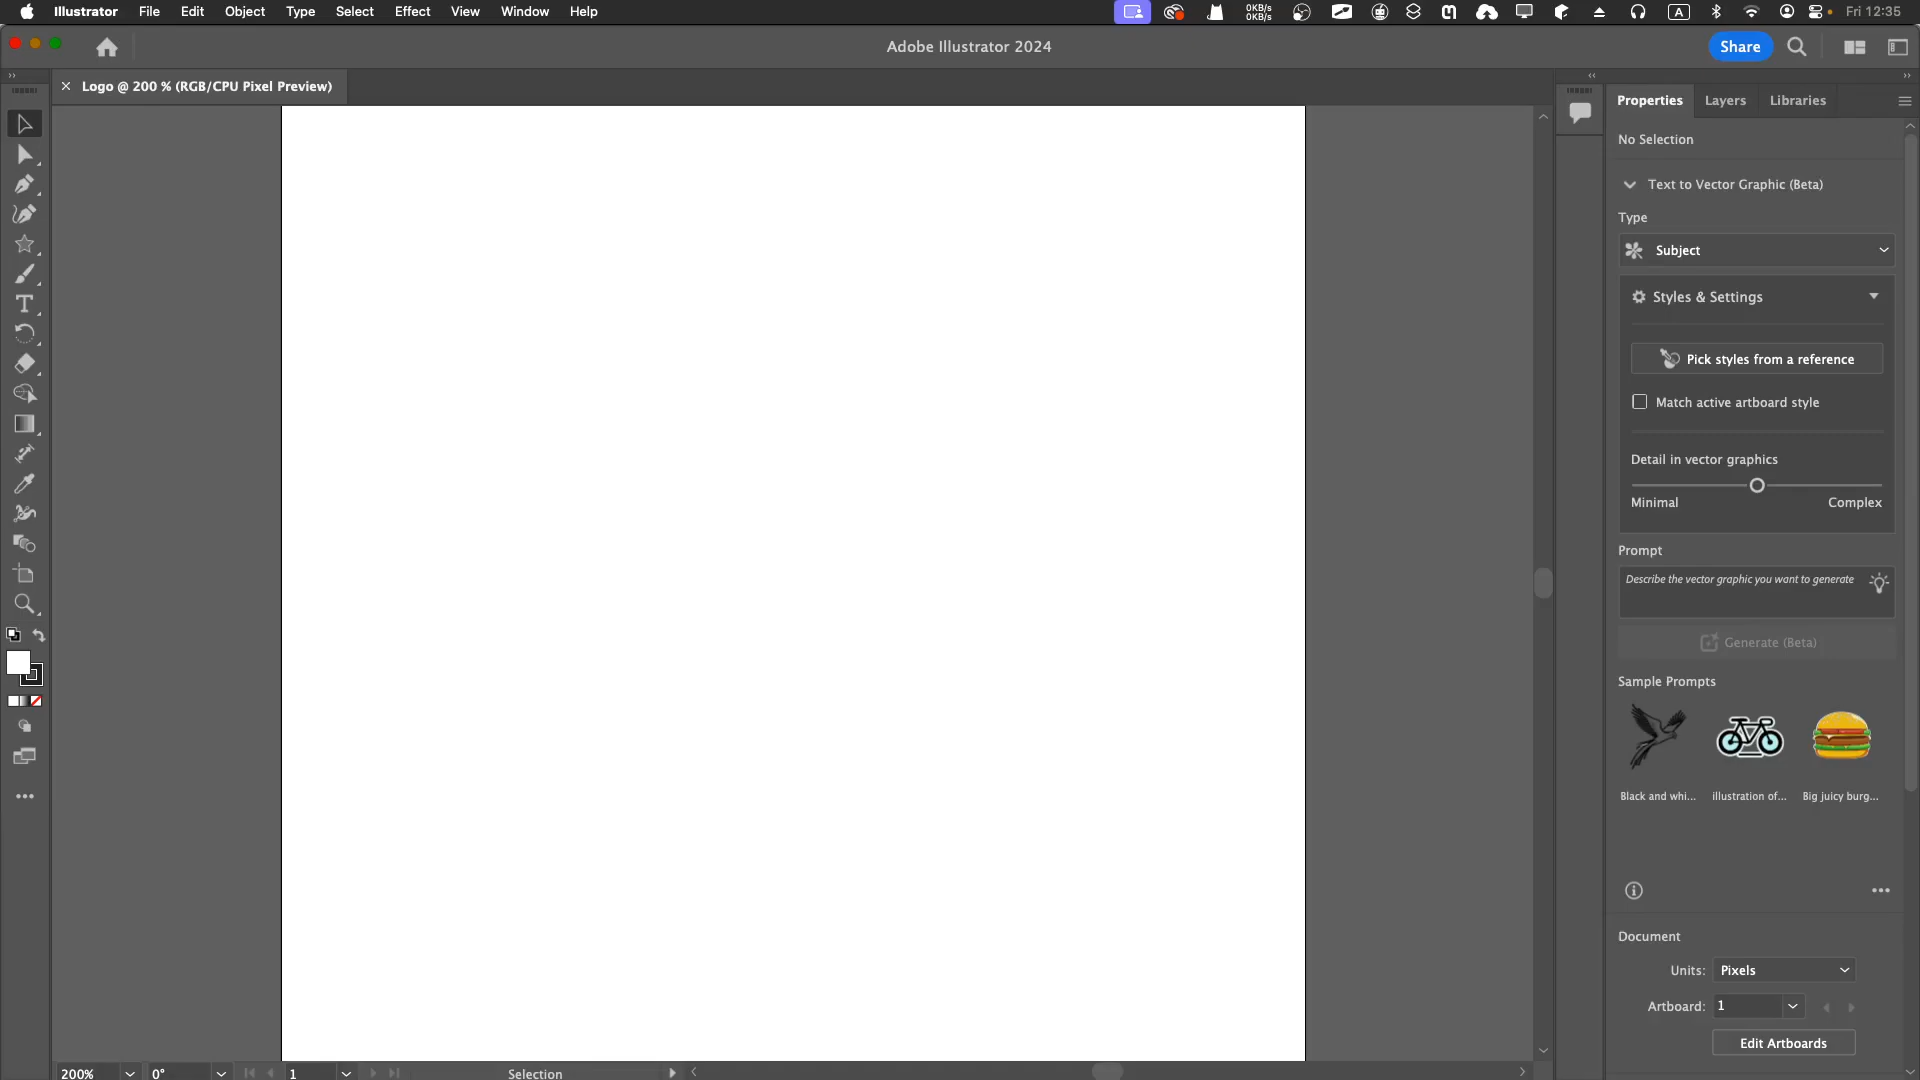 Illustrator File Edit Object Type Select Effect View Window Help
0KB/s
0KB/s
A
Fri 12:35
Adobe Illustrator 2024
Share
Logo @ 200 % (RGB/CPU Pixel Preview)
Properties Layers Libraries
No Selection
Text to Vector Graphic (Beta)
Type
Subject
Styles & Settings
Pick styles from a reference
Match active artboard style
Detail in vector graphics
Minimal Complex
Prompt
Describe the vector graphic you want to generate
Generate (Beta)
Sample Prompts
Black and whi... illustration of... Big juicy burg...
Document
Units: Pixels
Artboard: 1
Edit Artboards
200% 0° 1 Selection